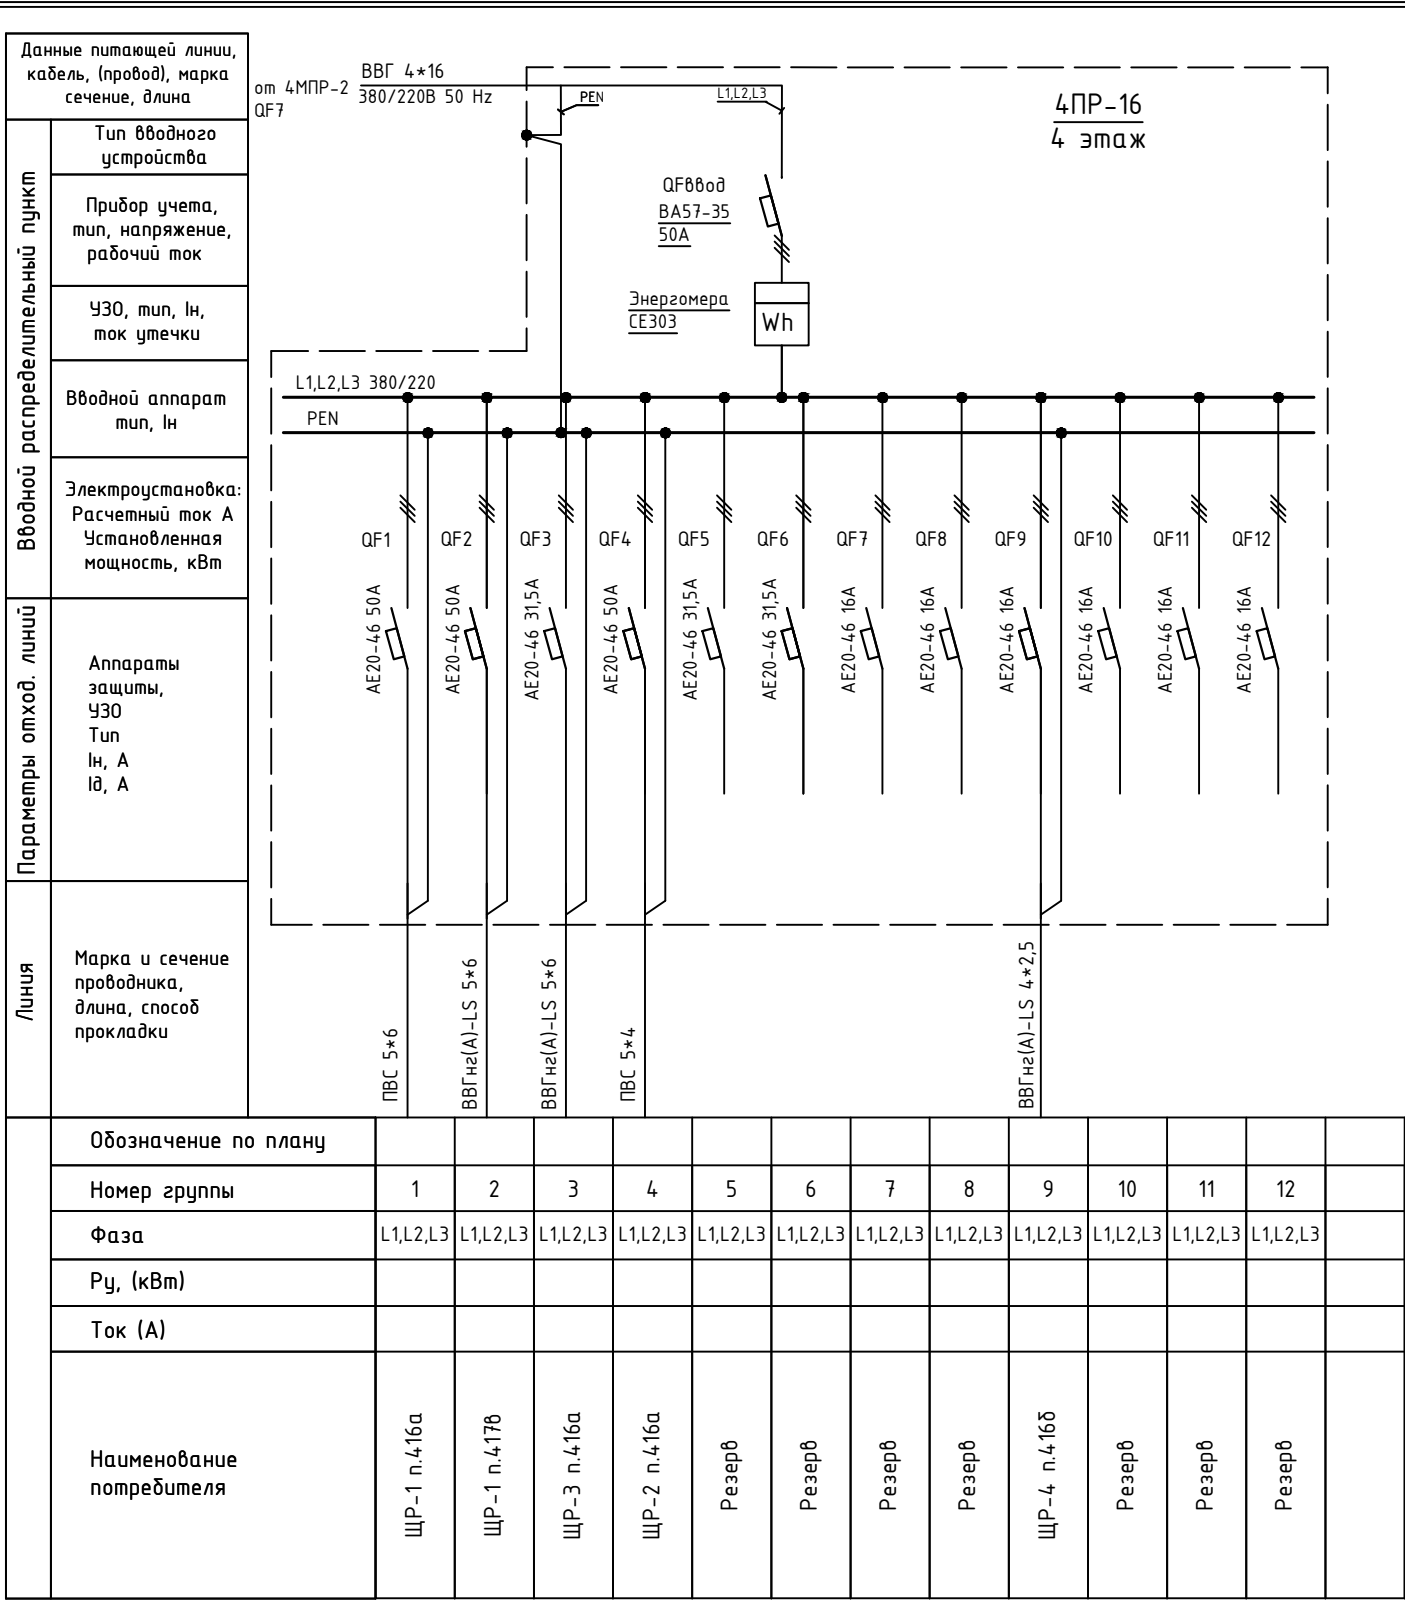 Данные питающей линии,
кабель, (провод), марка
сечение, длина
от 4МПР-2
QF7
ВВГ 4*16
380/220В 50 Hz
PEN
L1,L2,L3
4ПР-16
4 этаж
Вводной распределительный пункт
Тип вводного
устройства
Прибор учета,
тип, напряжение,
рабочий ток
УЗО, тип, Iн,
ток утечки
Вводной аппарат
тип, Iн
Электроустановка:
Расчетный ток А
Установленная
мощность, кВт
QFввод
ВА57-35
50А
Энергомера
CE303
Wh
L1,L2,L3 380/220
PEN
QF1 QF2 QF3 QF4 QF5 QF6 QF7 QF8 QF9 QF10 QF11 QF12
Параметры отход. линий
Аппараты
защиты,
УЗО
Тип
Iн, А
Iд, А
АЕ20-46 50А
АЕ20-46 50А
АЕ20-46 31,5А
АЕ20-46 50А
АЕ20-46 31,5А
АЕ20-46 31,5А
АЕ20-46 16А
АЕ20-46 16А
АЕ20-46 16А
АЕ20-46 16А
АЕ20-46 16А
АЕ20-46 16А
Линия
Марка и сечение
проводника,
длина, способ
прокладки
ПВС 5*6
ВВГнг(А)-LS 5*6
ВВГнг(А)-LS 5*6
ПВС 5*4
ВВГнг(А)-LS 4*2,5
Обозначение по плану
Номер группы 1 2 3 4 5 6 7 8 9 10 11 12
Фаза L1,L2,L3 L1,L2,L3 L1,L2,L3 L1,L2,L3 L1,L2,L3 L1,L2,L3 L1,L2,L3 L1,L2,L3 L1,L2,L3 L1,L2,L3 L1,L2,L3 L1,L2,L3
Ру, (кВт)
Ток (А)
Наименование
потребителя
ЩР-1 п.416а
ЩР-1 п.417в
ЩР-3 п.416а
ЩР-2 п.416а
Резерв
Резерв
Резерв
Резерв
ЩР-4 п.416б
Резерв
Резерв
Резерв